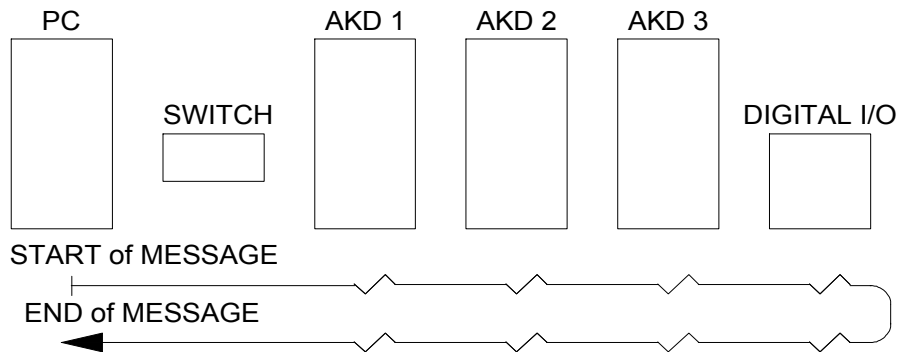 PC
AKD 1
AKD 2
AKD 3
SWITCH
DIGITAL I/O
START of MESSAGE
END of MESSAGE